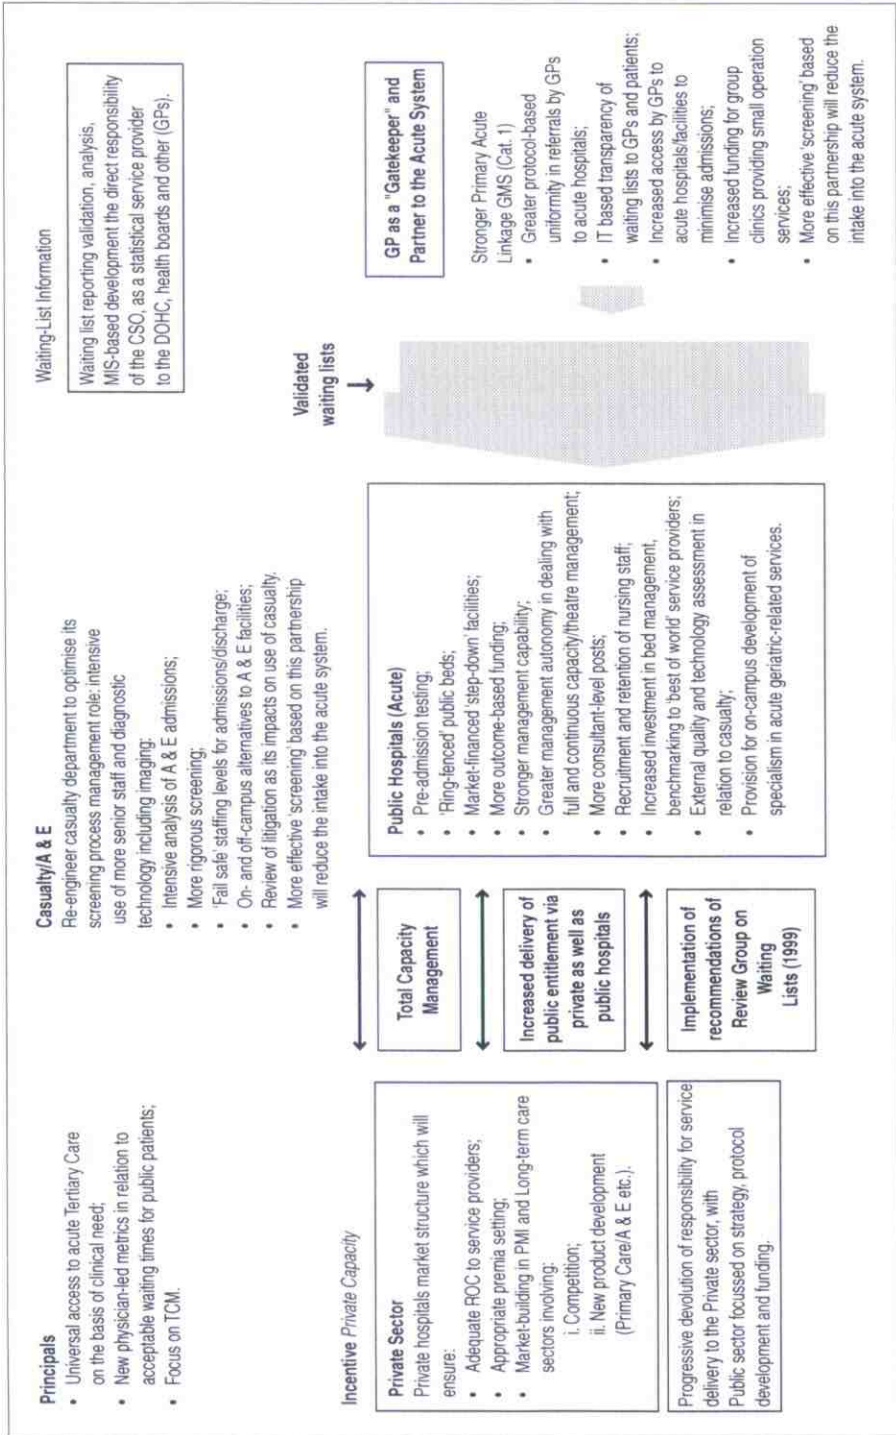 Principals
• Universal access to acute Tertiary Care
on the basis of clinical need;
• New physician-led metrics in relation to
acceptable waiting times for public patients;
• Focus on TCM.
Casualty/A & E
Re-engineer casualty department to optimise its
screening process management role: intensive
use of more senior staff and diagnostic
technology including imaging:
• Intensive analysis of A & E admissions;
• More rigorous screening;
• 'Fail safe' staffing levels for admissions/discharge;
• On- and off-campus alternatives to A & E facilities;
• Review of litigation as its impacts on use of casualty.
• More effective 'screening' based on this partnership
will reduce the intake into the acute system.
Waiting-List Information
Waiting list reporting validation, analysis,
MIS-based development the direct responsibility
of the CSO, as a statistical service provider
to the DOHC, health boards and other (GPs).
Incentive Private Capacity
Private Sector
Private hospitals market structure which will
ensure:
• Adequate ROC to service providers;
• Appropriate premia setting;
• Market-building in PMI and Long-term care
sectors involving:
i. Competition;
ii. New product development
(Primary Care/A & E etc.).
Progressive devolution of responsibility for service
delivery to the Private sector, with
Public sector focussed on strategy, protocol
development and funding.
Total Capacity
Management
Increased delivery of
public entitlement via
private as well as
public hospitals
Implementation of
recommendations of
Review Group on
Waiting
Lists (1999)
Public Hospitals (Acute)
• Pre-admission testing;
• 'Ring-fenced' public beds;
• Market-financed 'step-down' facilities;
• More outcome-based funding;
• Stronger management capability;
• Greater management autonomy in dealing with
full and continuous capacity/theatre management;
• More consultant-level posts;
• Recruitment and retention of nursing staff;
• Increased investment in bed management,
benchmarking to 'best of world' service providers;
• External quality and technology assessment in
relation to casualty;
• Provision for on-campus development of
specialism in acute geriatric-related services.
Validated
waiting lists
GP as a "Gatekeeper" and
Partner to the Acute System
Stronger Primary Acute
Linkage GMS (Cat. 1)
• Greater protocol-based
uniformity in referrals by GPs
to acute hospitals;
• IT based transparency of
waiting lists to GPs and patients;
• Increased access by GPs to
acute hospitals/facilities to
minimise admissions;
• Increased funding for group
clinics providing small operation
services;
• More effective 'screening' based
on this partnership will reduce the
intake into the acute system.